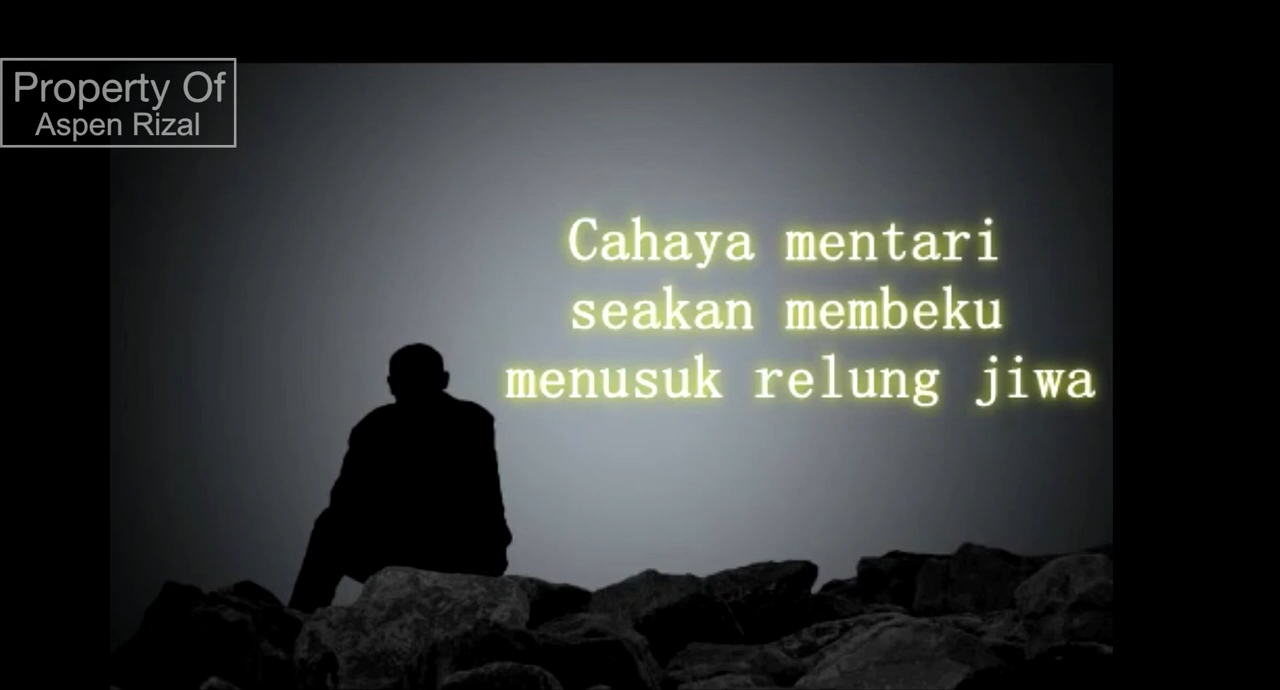 Property Of
Aspen Rizal
Cahaya mentari
seakan membeku
menusuk relung jiwa